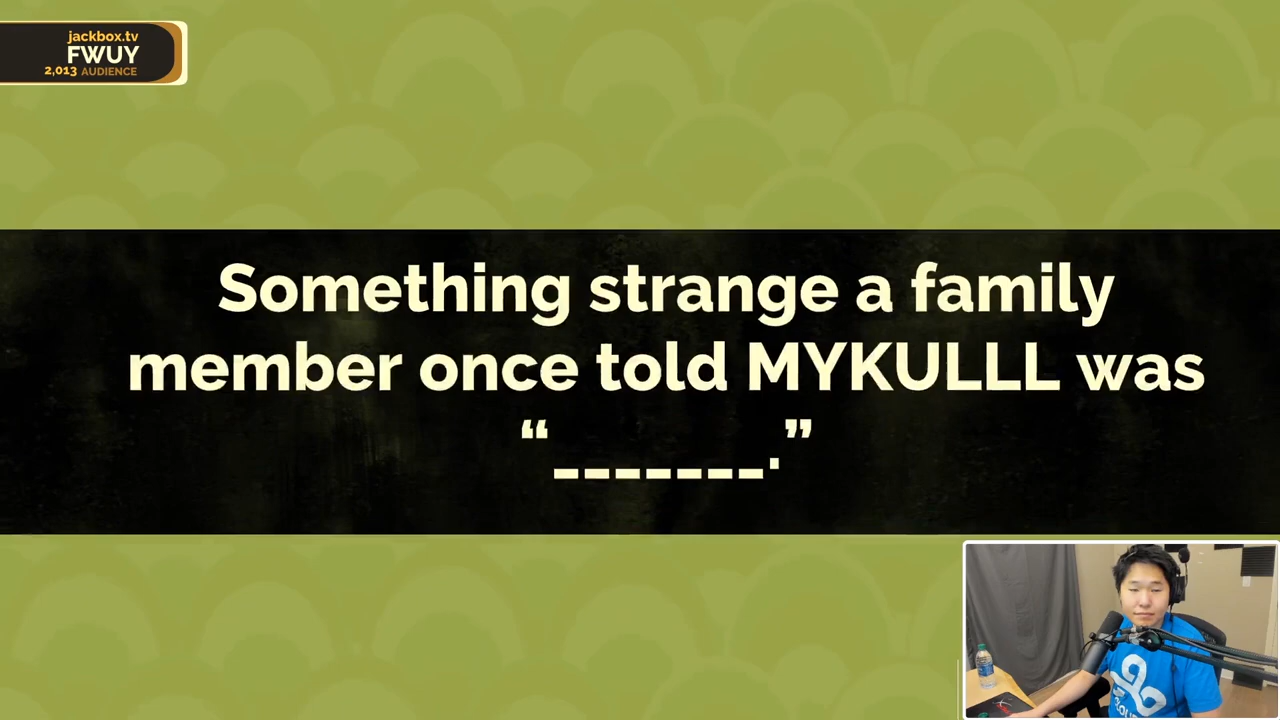 jackbox.tv
FWUY
2,013 AUDIENCE
Something strange a family
member once told MYKULLL was
“_______.”